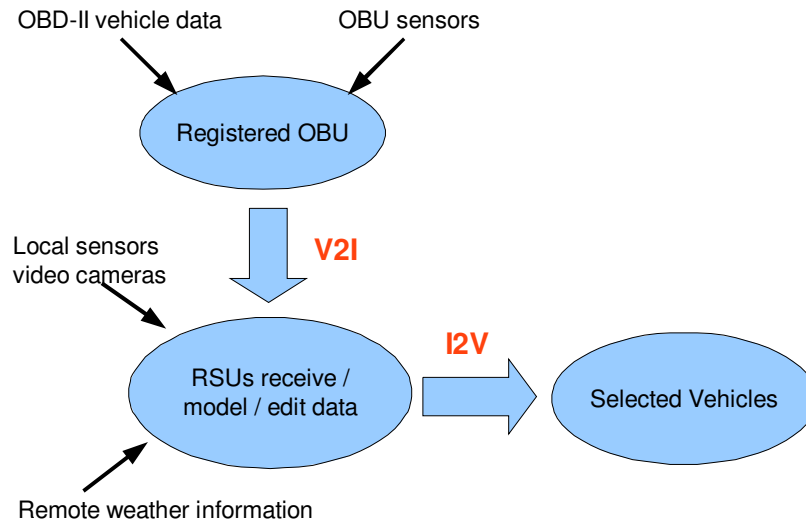 OBD-II vehicle data
OBU sensors
Registered OBU
V2I
Local sensors
video cameras
I2V
RSUs receive /
model / edit data
Selected Vehicles
Remote weather information